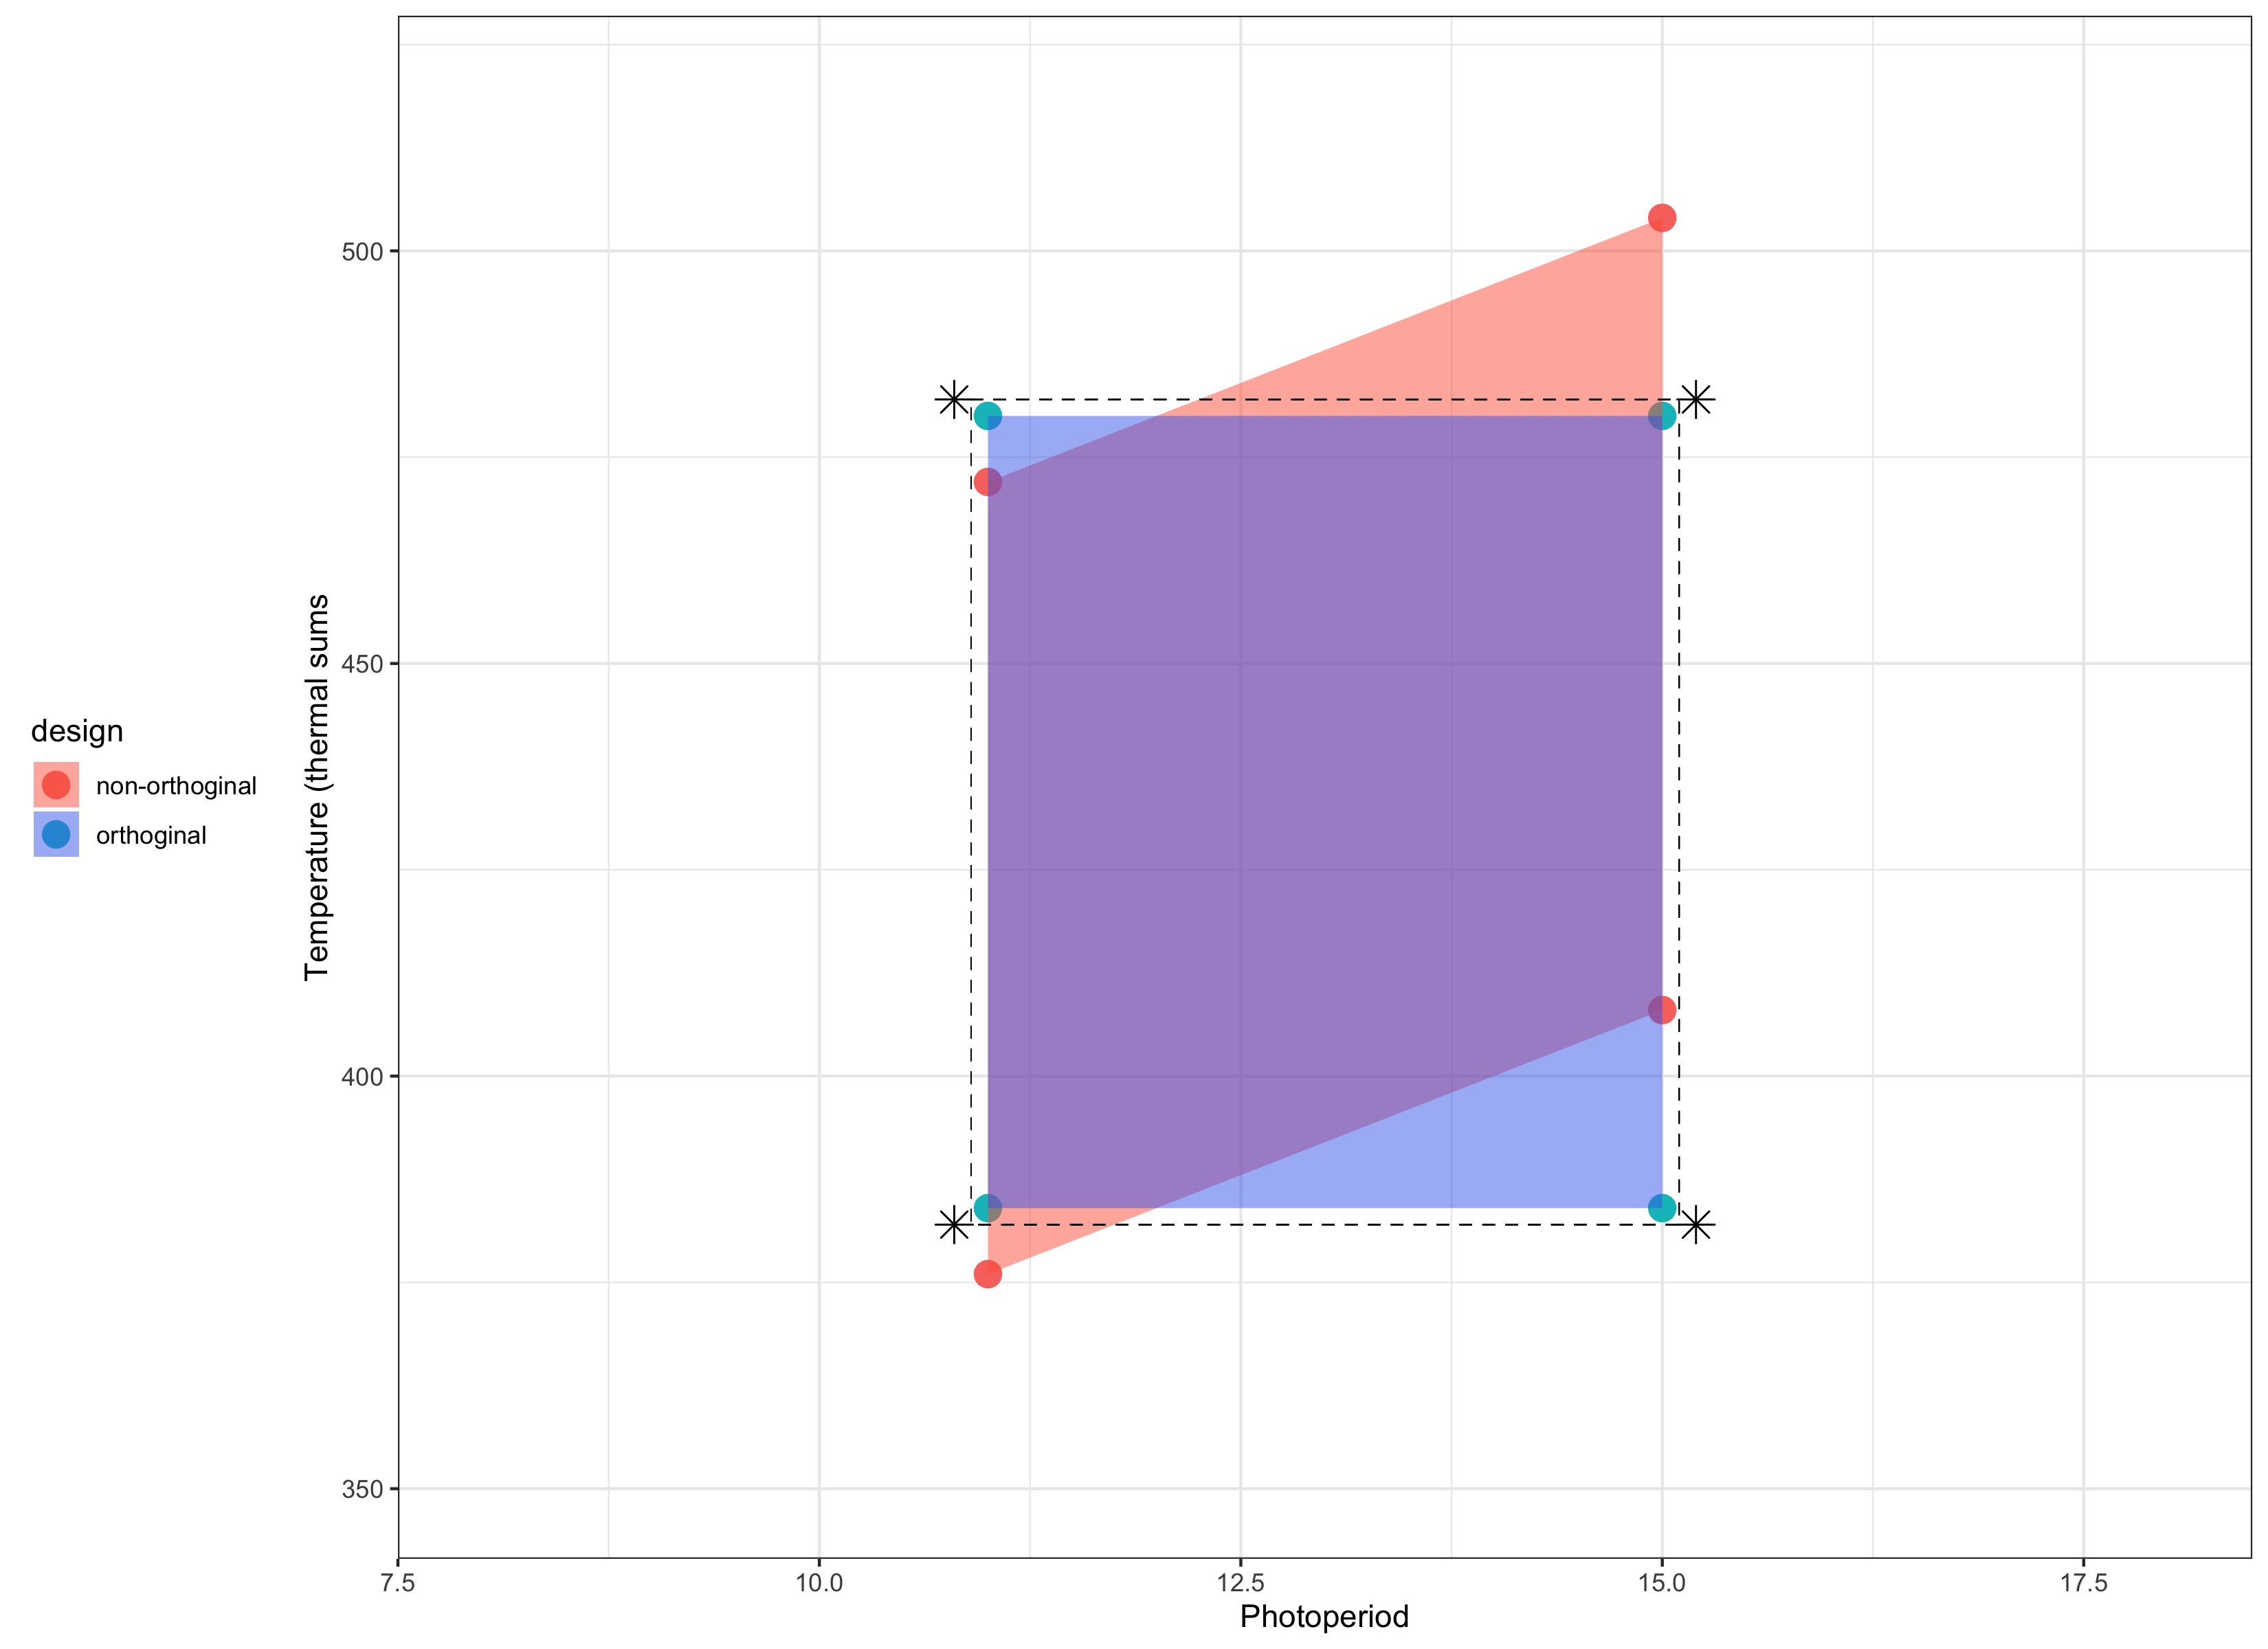 design
non-orthoginal
orthoginal
Temperature (thermal sums
500
450
400
350
7.5
10.0
12.5
15.0
17.5
Photoperiod